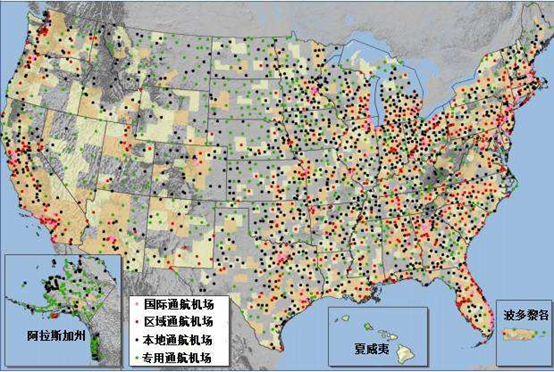 国际通航机场
区域通航机场
本地通航机场
专用通航机场
阿拉斯加州
夏威夷
波多黎各